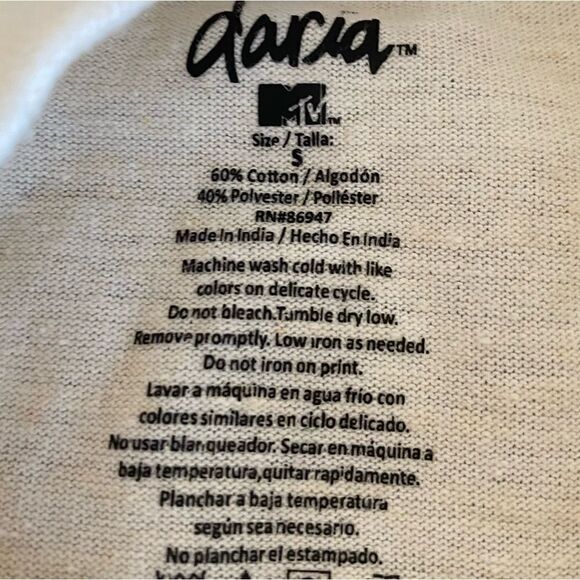 daria™
MTV™
Size / Talla:
S
60% Cotton / Algodón
40% Polyester / Poliéster
RN#86947
Made In India / Hecho En India
Machine wash cold with like
colors on delicate cycle.
Do not bleach.Tumble dry low.
Remove promptly. Low iron as needed.
Do not iron on print.
Lavar a máquina en agua frío con
colores similares en ciclo delicado.
No usar blanqueador. Secar en máquina a
baja temperatura,quitar rapidamente.
Planchar a baja temperatura
según sea necesario.
No planchar el estampado.